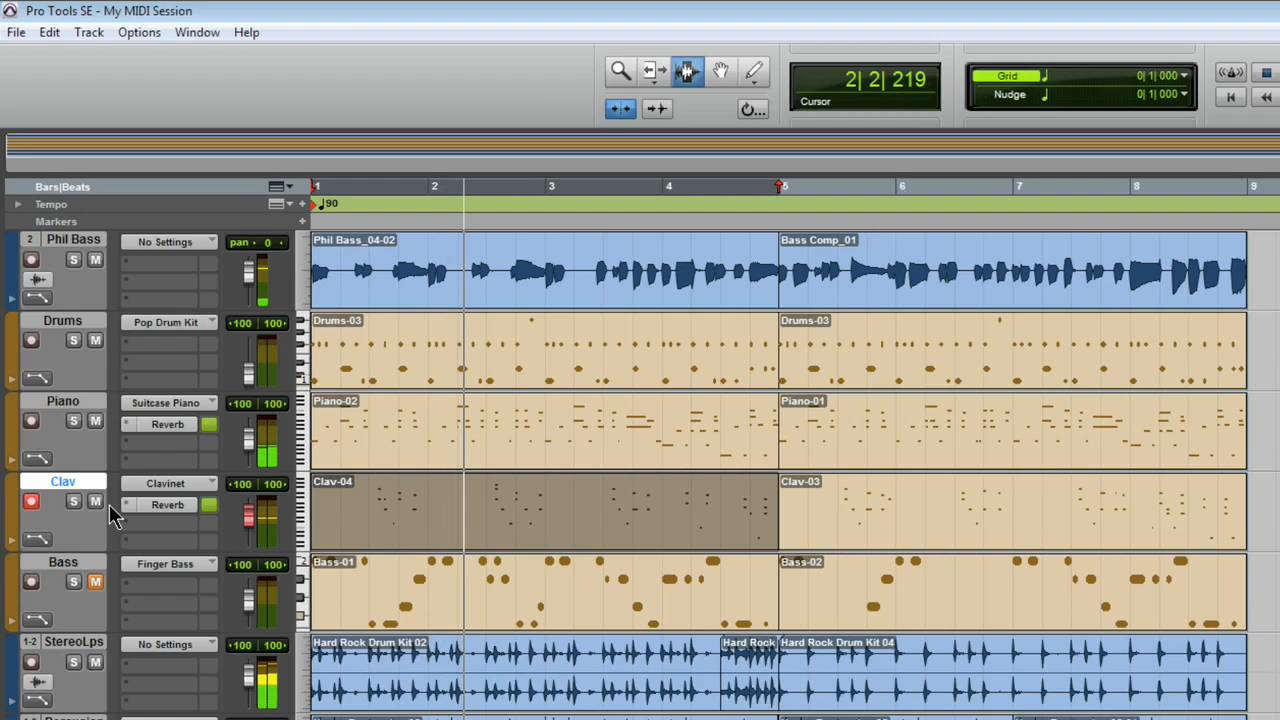 Pro Tools SE - My MIDI Session
File Edit Track Options Window Help
2| 2| 219
Cursor
Grid 0| 1| 000
Nudge 0| 1| 000
Bars|Beats 1 2 3 4 5 6 7 8 9
Tempo 90
Markers
2 Phil Bass No Settings pan 0 Phil Bass_04-02 Bass Comp_01
S M
Drums Pop Drum Kit 100 100 Drums-03 Drums-03
S M
1
Piano Suitcase Piano 100 100 Piano-02 Piano-01
S M Reverb
Clav Clavinet 100 100 Clav-04 Clav-03
S M Reverb
Bass Finger Bass 100 100 2 Bass-01 Bass-02
S M
1-2 StereoLps No Settings 100 100 Hard Rock Drum Kit 02 Hard Rock Hard Rock Drum Kit 04
S M